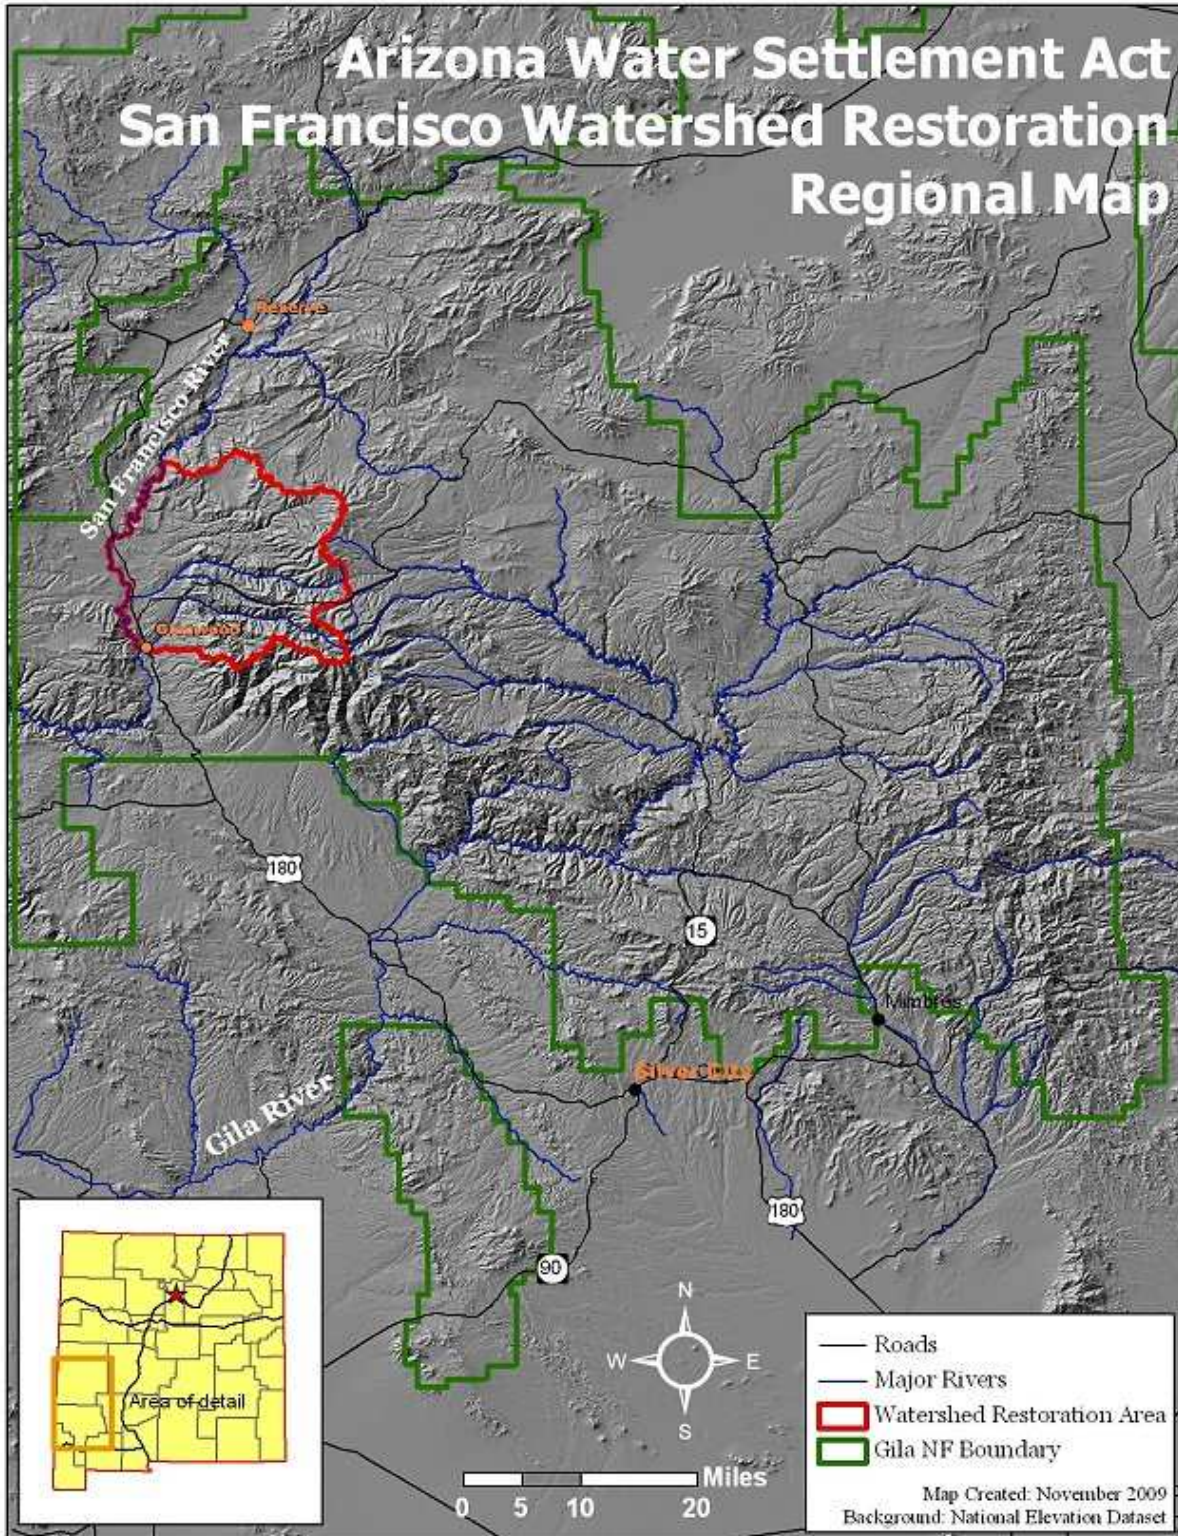 Arizona Water Settlement Act
San Francisco Watershed Restoration
Regional Map
Reserve
San Francisco River
Glenwood
180
15
Mimbres
Silver City
Gila River
180
90
Area of detail
N
W
E
S
Miles
0 5 10 20
Roads
Major Rivers
Watershed Restoration Area
Gila NF Boundary
Map Created: November 2009
Background: National Elevation Dataset